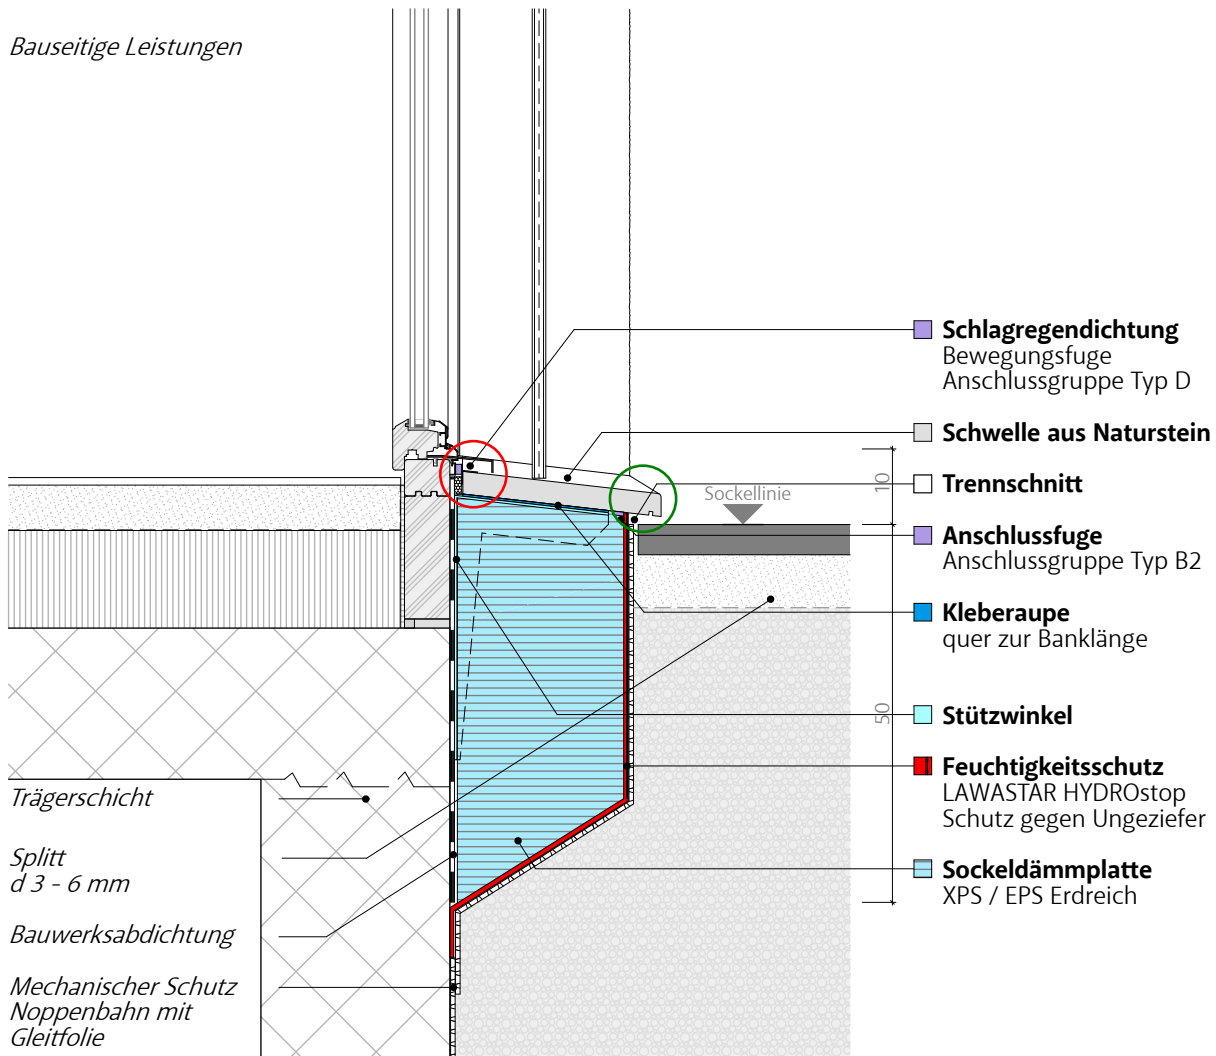 Bauseitige Leistungen
Schlagregendichtung
Bewegungsfuge
Anschlussgruppe Typ D
Schwelle aus Naturstein
10
Trennschnitt
Sockellinie
Anschlussfuge
Anschlussgruppe Typ B2
Kleberaupe
quer zur Banklänge
50
Stützwinkel
Feuchtigkeitsschutz
LAWASTAR HYDROstop
Schutz gegen Ungeziefer
Sockeldämmplatte
XPS / EPS Erdreich
Trägerschicht
Splitt
d 3 - 6 mm
Bauwerksabdichtung
Mechanischer Schutz
Noppenbahn mit
Gleitfolie